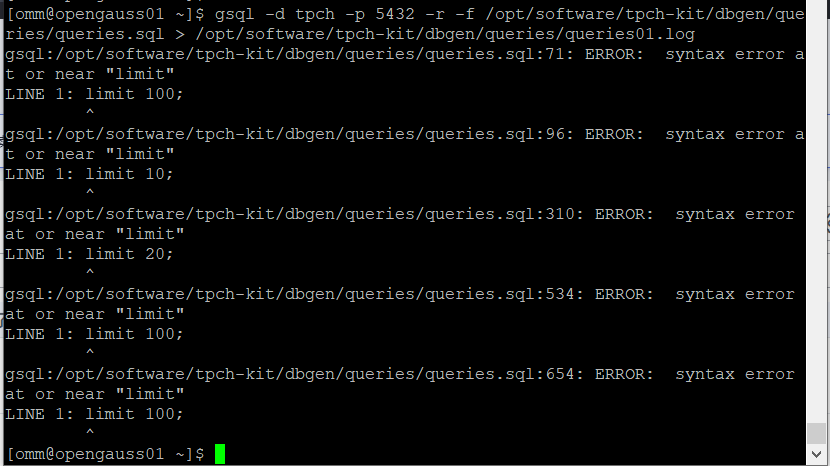 [omm@opengauss01 ~]$ gsql -d tpch -p 5432 -r -f /opt/software/tpch-kit/dbgen/que
ries/queries.sql > /opt/software/tpch-kit/dbgen/queries/queries01.log
gsql:/opt/software/tpch-kit/dbgen/queries/queries.sql:71: ERROR:  syntax error a
t or near "limit"
LINE 1: limit 100;
        ^
gsql:/opt/software/tpch-kit/dbgen/queries/queries.sql:96: ERROR:  syntax error a
t or near "limit"
LINE 1: limit 10;
        ^
gsql:/opt/software/tpch-kit/dbgen/queries/queries.sql:310: ERROR:  syntax error
at or near "limit"
LINE 1: limit 20;
        ^
gsql:/opt/software/tpch-kit/dbgen/queries/queries.sql:534: ERROR:  syntax error
at or near "limit"
LINE 1: limit 100;
        ^
gsql:/opt/software/tpch-kit/dbgen/queries/queries.sql:654: ERROR:  syntax error
at or near "limit"
LINE 1: limit 100;
        ^
[omm@opengauss01 ~]$